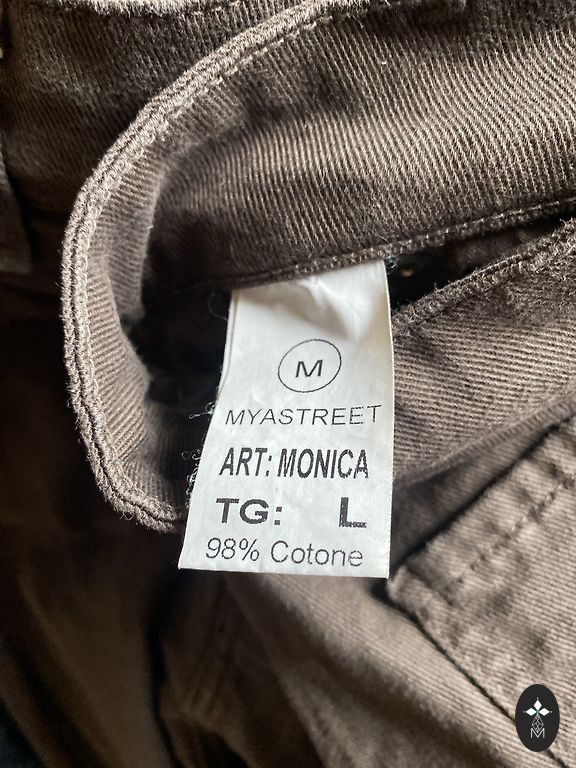 M
MYASTREET
ART: MONICA
TG: L
98% Cotone
M